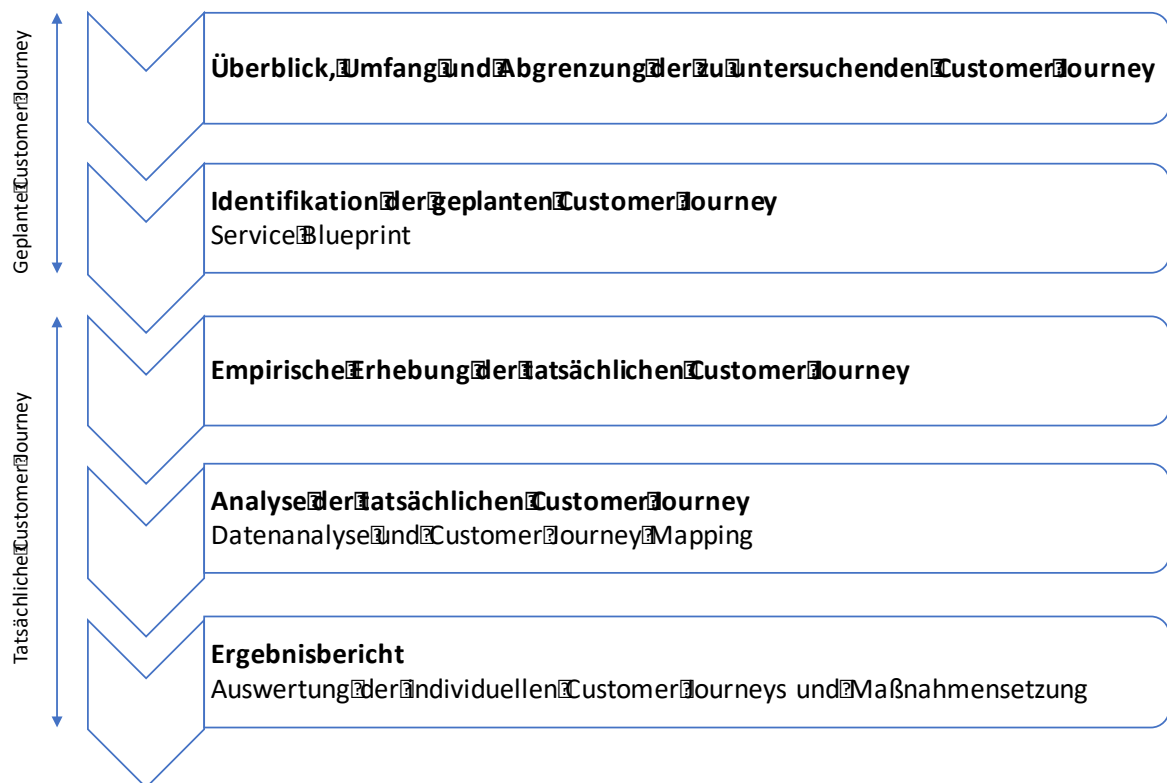 Geplante Customer Journey
Überblick, Umfang und Abgrenzung der zu untersuchenden Customer Journey
Identifikation der geplanten Customer Journey
Service Blueprint
Tatsächliche Customer Journey
Empirische Erhebung der tatsächlichen Customer Journey
Analyse der tatsächlichen Customer Journey
Datenanalyse und Customer Journey Mapping
Ergebnisbericht
Auswertung der individuellen Customer Journeys und Maßnahmensetzung